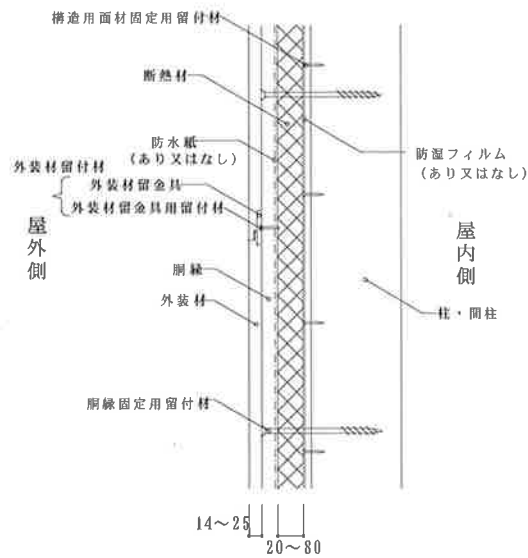 構造用面材固定用留付材
断熱材
防水紙
(あり又はなし)
防湿フィルム
(あり又はなし)
外装材留付材
外装材留金具
外装材留金具用留付材
屋外側
屋内側
胴縁
外装材
柱・間柱
胴縁固定用留付材
14〜25
20〜80